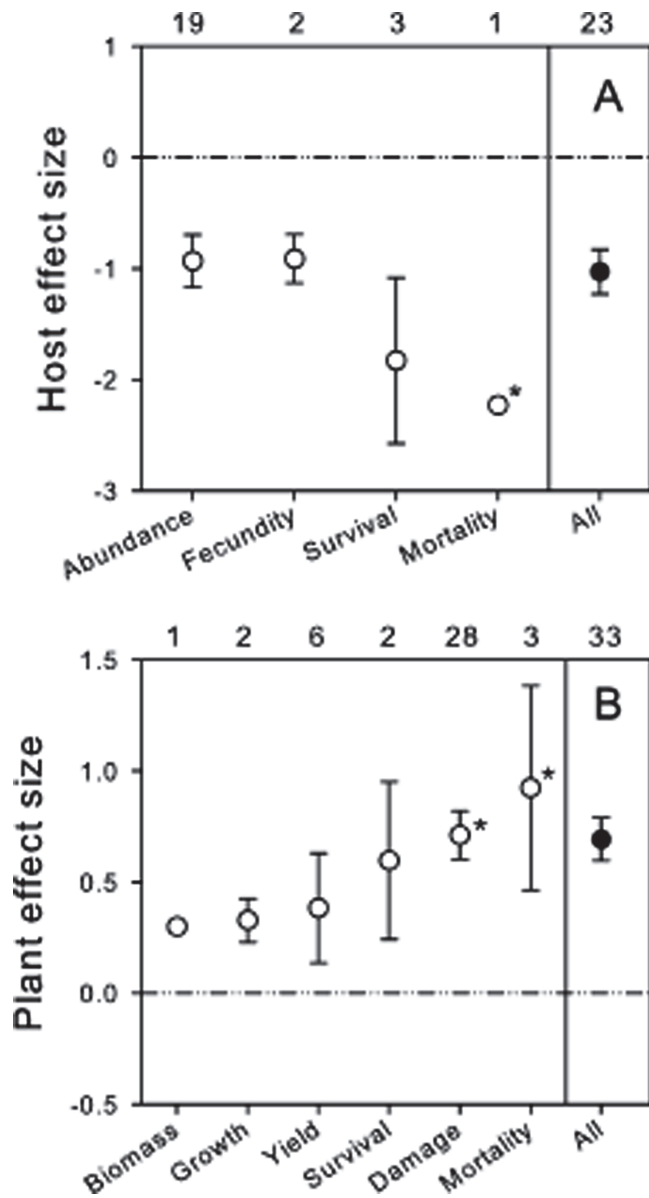 19 2 3 1 23
1
A
0
-1
-2
*
-3
Host effect size
Abundance Fecundity Survival Mortality All
1 2 6 2 28 3 33
1.5
B
1.0
*
*
0.5
0.0
-0.5
Plant effect size
Biomass Growth Yield Survival Damage Mortality All